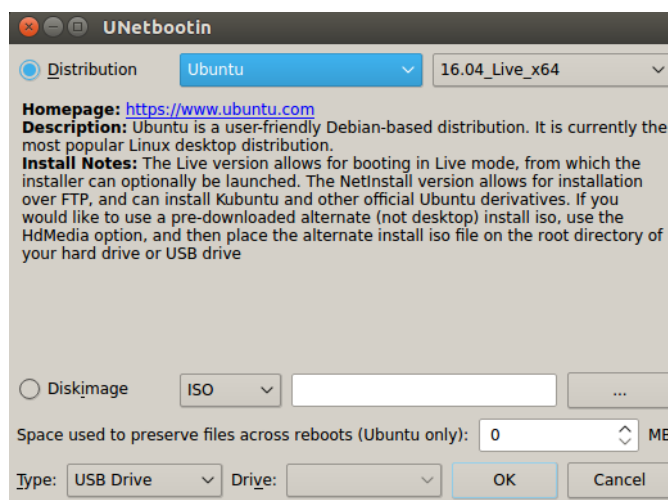 UNetbootin
Distribution Ubuntu 16.04_Live_x64
Homepage: https://www.ubuntu.com
Description: Ubuntu is a user-friendly Debian-based distribution. It is currently the
most popular Linux desktop distribution.
Install Notes: The Live version allows for booting in Live mode, from which the
installer can optionally be launched. The NetInstall version allows for installation
over FTP, and can install Kubuntu and other official Ubuntu derivatives. If you
would like to use a pre-downloaded alternate (not desktop) install iso, use the
HdMedia option, and then place the alternate install iso file on the root directory of
your hard drive or USB drive
Diskimage ISO ...
Space used to preserve files across reboots (Ubuntu only): 0 MB
Type: USB Drive Drive: OK Cancel